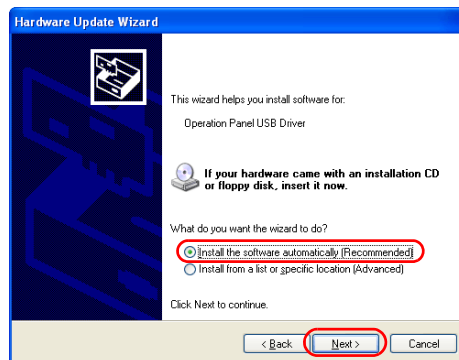 Hardware Update Wizard
This wizard helps you install software for:
Operation Panel USB Driver
If your hardware came with an installation CD
or floppy disk, insert it now.
What do you want the wizard to do?
Install the software automatically (Recommended)
Install from a list or specific location (Advanced)
Click Next to continue.
< Back Next > Cancel